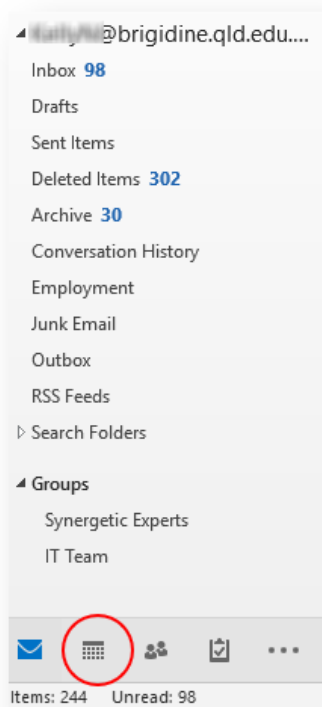 @brigidine.qld.edu....
Inbox 98
Drafts
Sent Items
Deleted Items 302
Archive 30
Conversation History
Employment
Junk Email
Outbox
RSS Feeds
Search Folders
Groups
Synergetic Experts
IT Team
Items: 244 Unread: 98